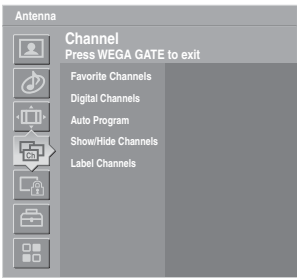 Antenna
Channel
Press WEGA GATE to exit
Favorite Channels
Digital Channels
Auto Program
Ch
Show/Hide Channels
Label Channels